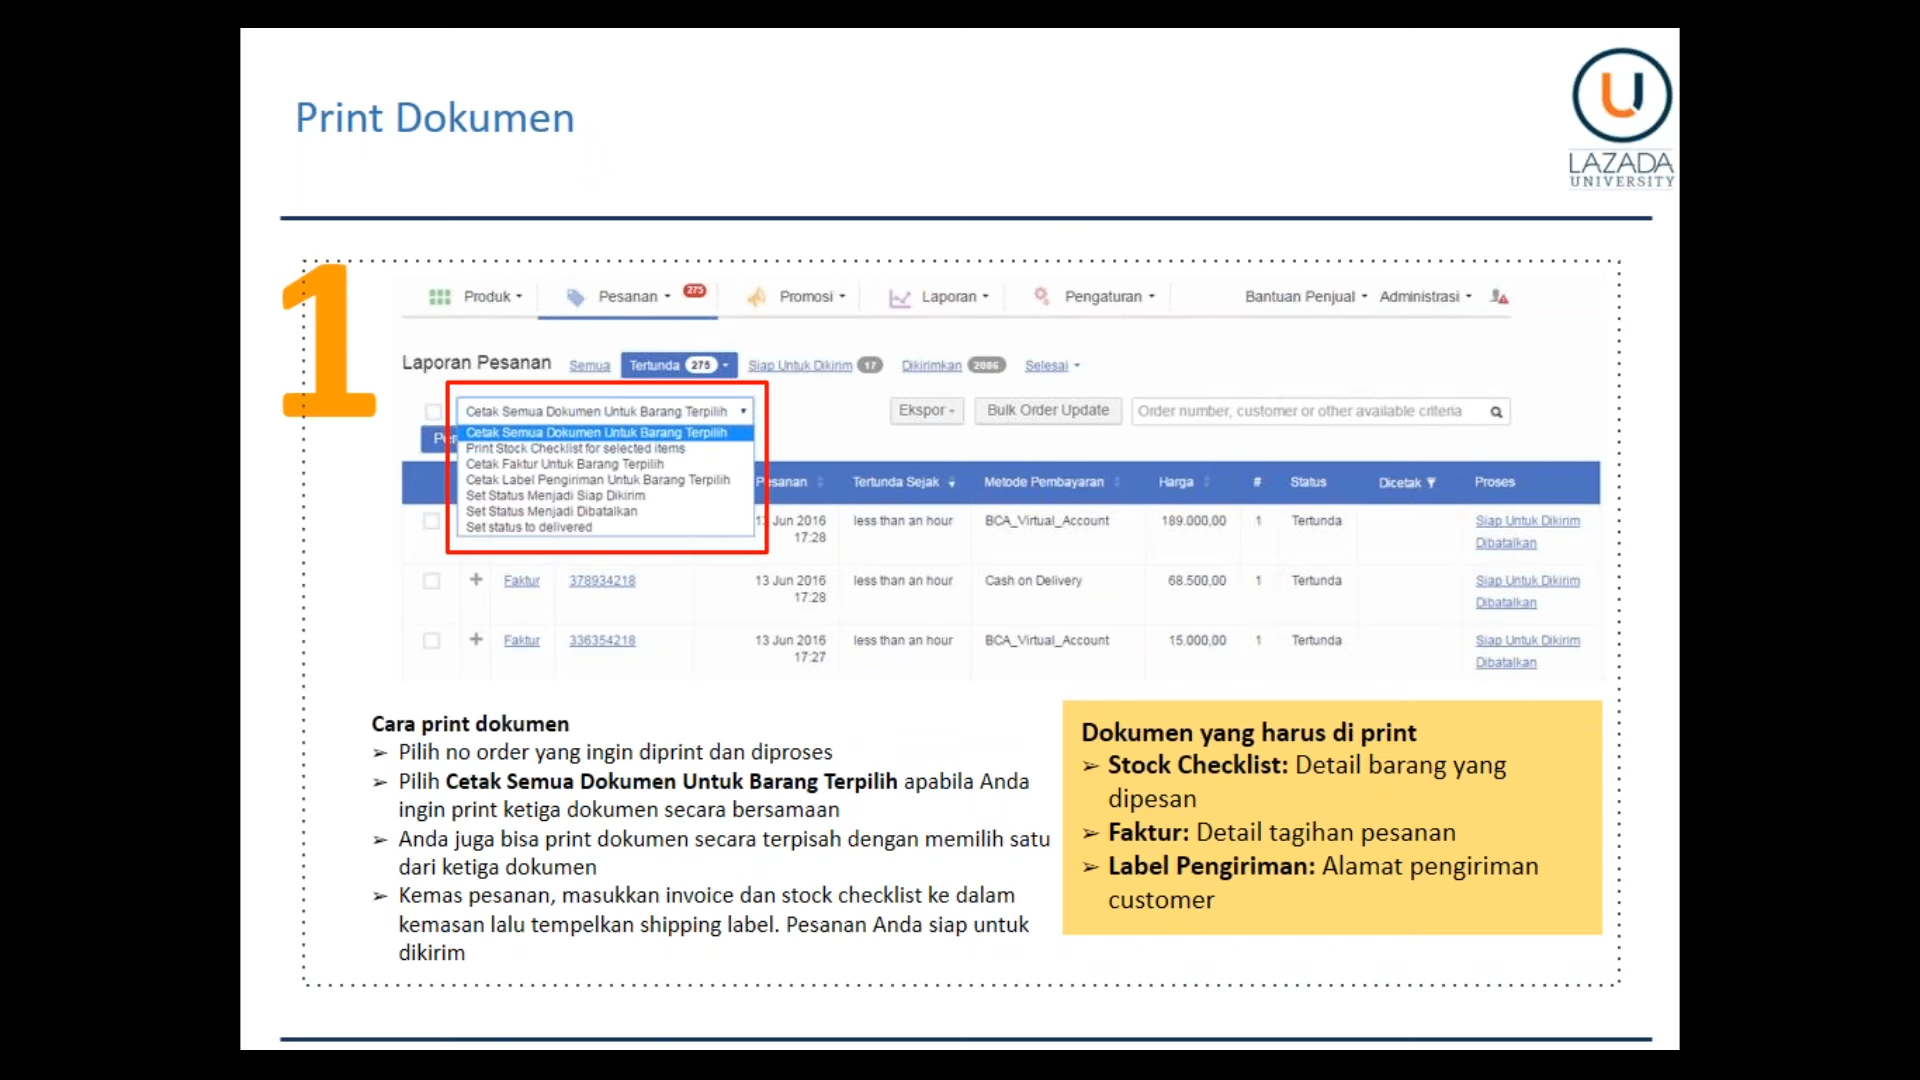 Print Dokumen
LAZADA
UNIVERSITY
1
Produk
Pesanan
275
Promosi
Laporan
Pengaturan
Bantuan Penjual
Administrasi
Laporan Pesanan
Semua
Tertunda 275
Siap Untuk Dikirim 17
Dikirimkan 2086
Selesai
Cetak Semua Dokumen Untuk Barang Terpilih
Ekspor
Bulk Order Update
Order number, customer or other available criteria
Cetak Semua Dokumen Untuk Barang Terpilih
Print Stock Checklist for selected items
Cetak Faktur Untuk Barang Terpilih
Cetak Label Pengiriman Untuk Barang Terpilih
Set Status Menjadi Siap Dikirim
Set Status Menjadi Dibatalkan
Set status to delivered
Pesanan Tertunda Sejak Metode Pembayaran Harga # Status Dicetak Proses
Jun 2016 less than an hour BCA_Virtual_Account 189.000,00 1 Tertunda Siap Untuk Dikirim
17:28 Dibatalkan
Faktur 378934218 13 Jun 2016 less than an hour Cash on Delivery 68.500,00 1 Tertunda Siap Untuk Dikirim
17:28 Dibatalkan
Faktur 336354218 13 Jun 2016 less than an hour BCA_Virtual_Account 15.000,00 1 Tertunda Siap Untuk Dikirim
17:27 Dibatalkan
Cara print dokumen
➢ Pilih no order yang ingin diprint dan diproses
➢ Pilih Cetak Semua Dokumen Untuk Barang Terpilih apabila Anda
ingin print ketiga dokumen secara bersamaan
➢ Anda juga bisa print dokumen secara terpisah dengan memilih satu
dari ketiga dokumen
➢ Kemas pesanan, masukkan invoice dan stock checklist ke dalam
kemasan lalu tempelkan shipping label. Pesanan Anda siap untuk
dikirim
Dokumen yang harus di print
➢ Stock Checklist: Detail barang yang
dipesan
➢ Faktur: Detail tagihan pesanan
➢ Label Pengiriman: Alamat pengiriman
customer